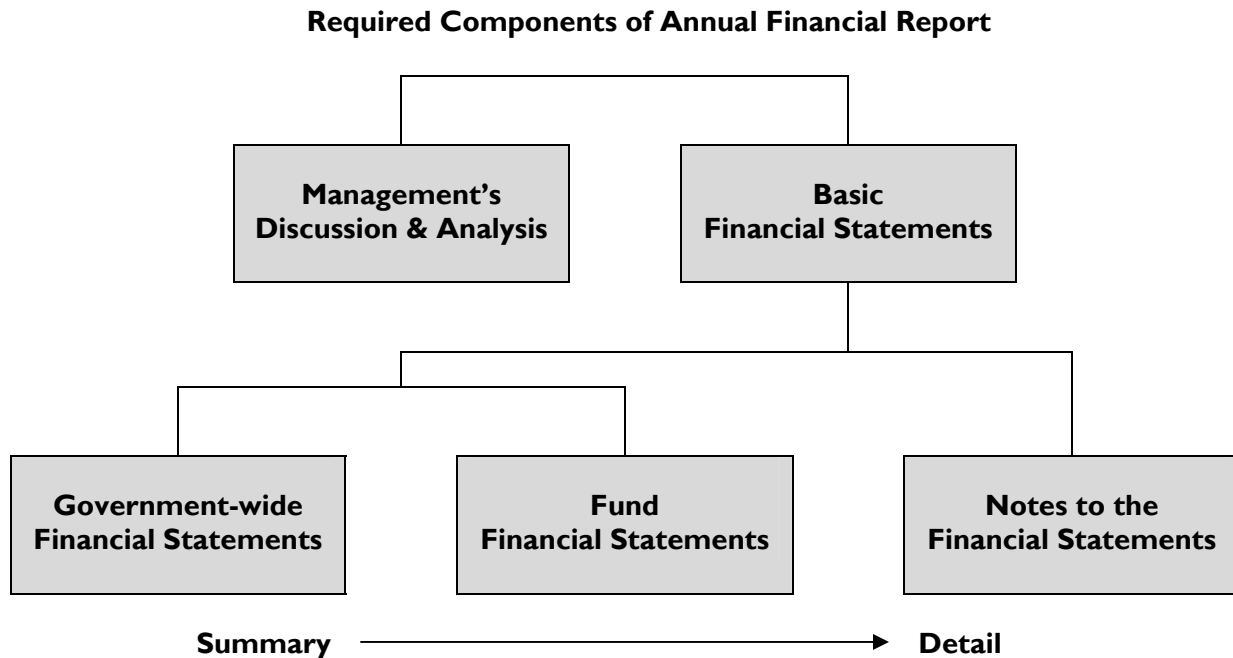 Required Components of Annual Financial Report
Management’s
Discussion & Analysis
Basic
Financial Statements
Government-wide
Financial Statements
Fund
Financial Statements
Notes to the
Financial Statements
Summary
Detail